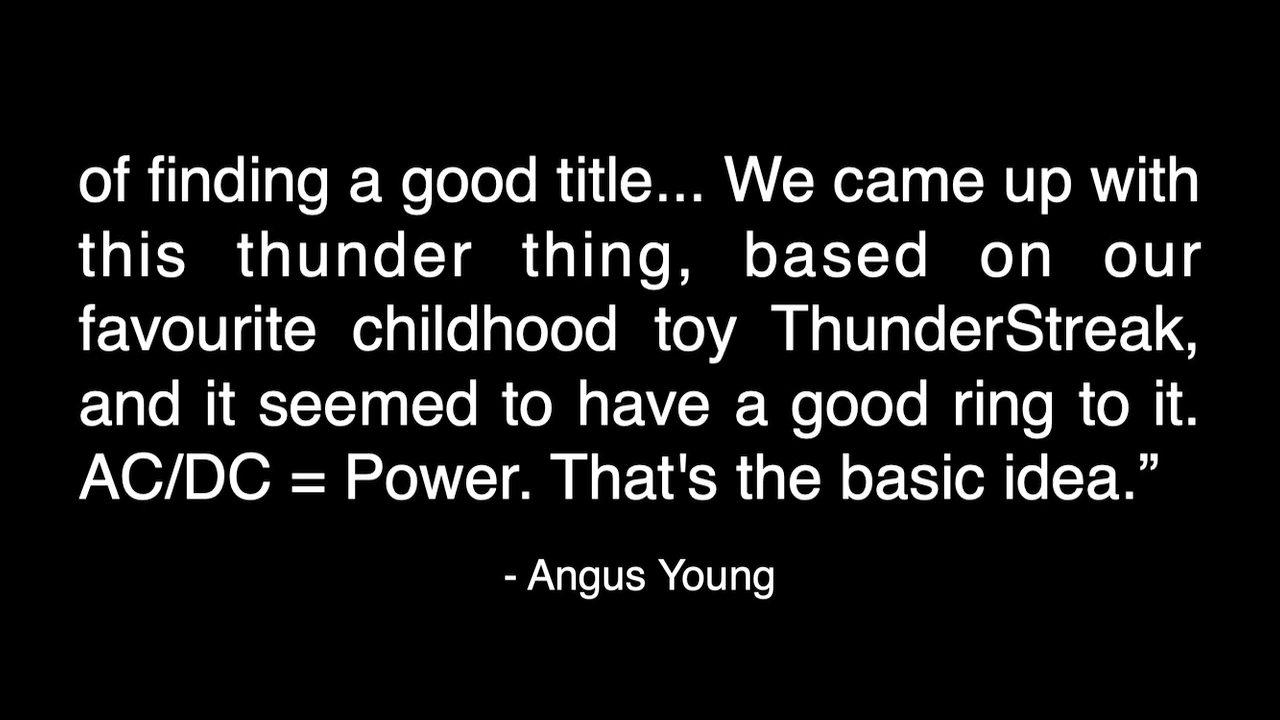 of finding a good title... We came up with
this thunder thing, based on our
favourite childhood toy ThunderStreak,
and it seemed to have a good ring to it.
AC/DC = Power. That's the basic idea.”
- Angus Young